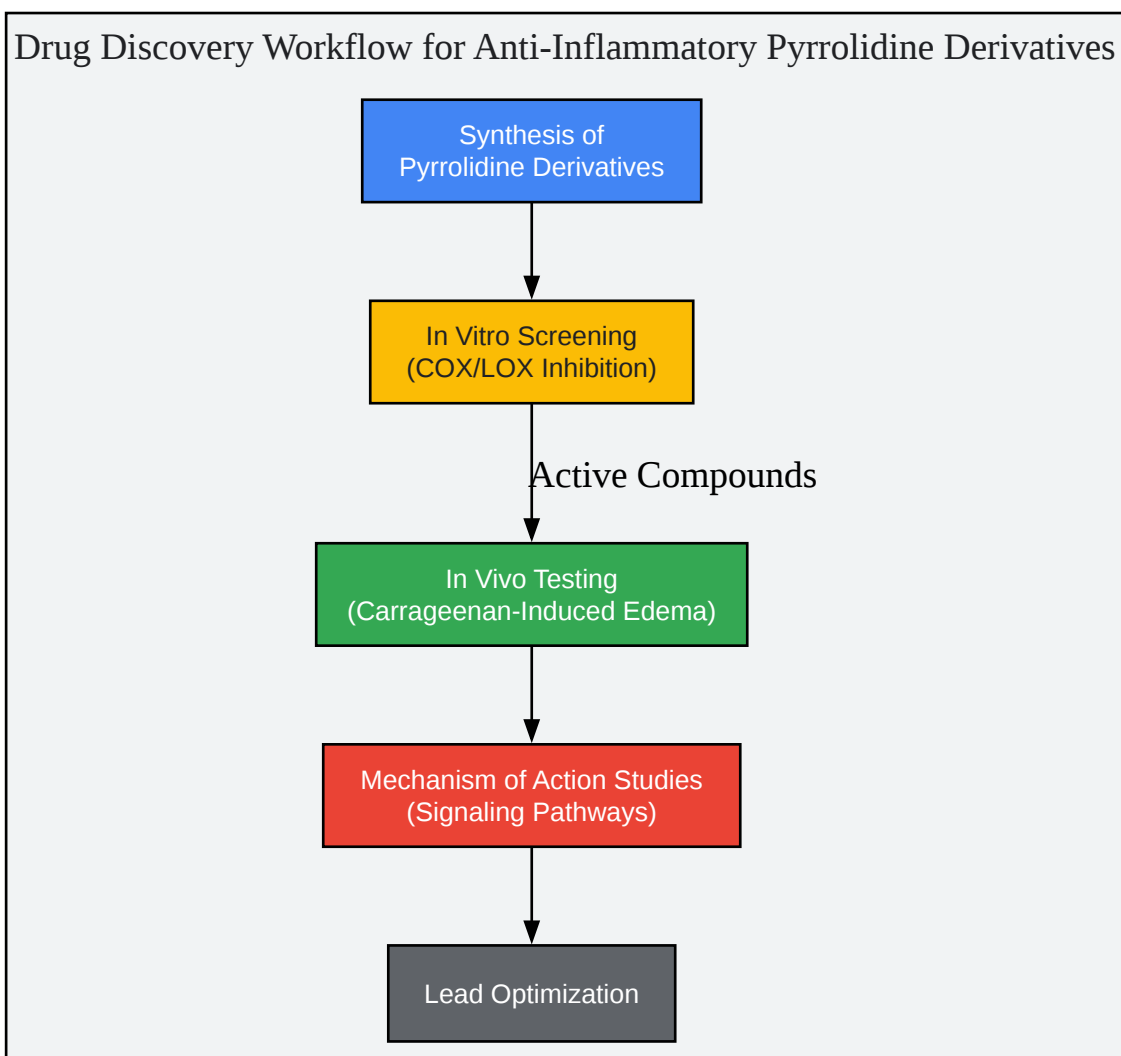 Drug Discovery Workflow for Anti-Inflammatory Pyrrolidine Derivatives
Synthesis of
Pyrrolidine Derivatives
In Vitro Screening
(COX/LOX Inhibition)
Active Compounds
In Vivo Testing
(Carrageenan-Induced Edema)
Mechanism of Action Studies
(Signaling Pathways)
Lead Optimization